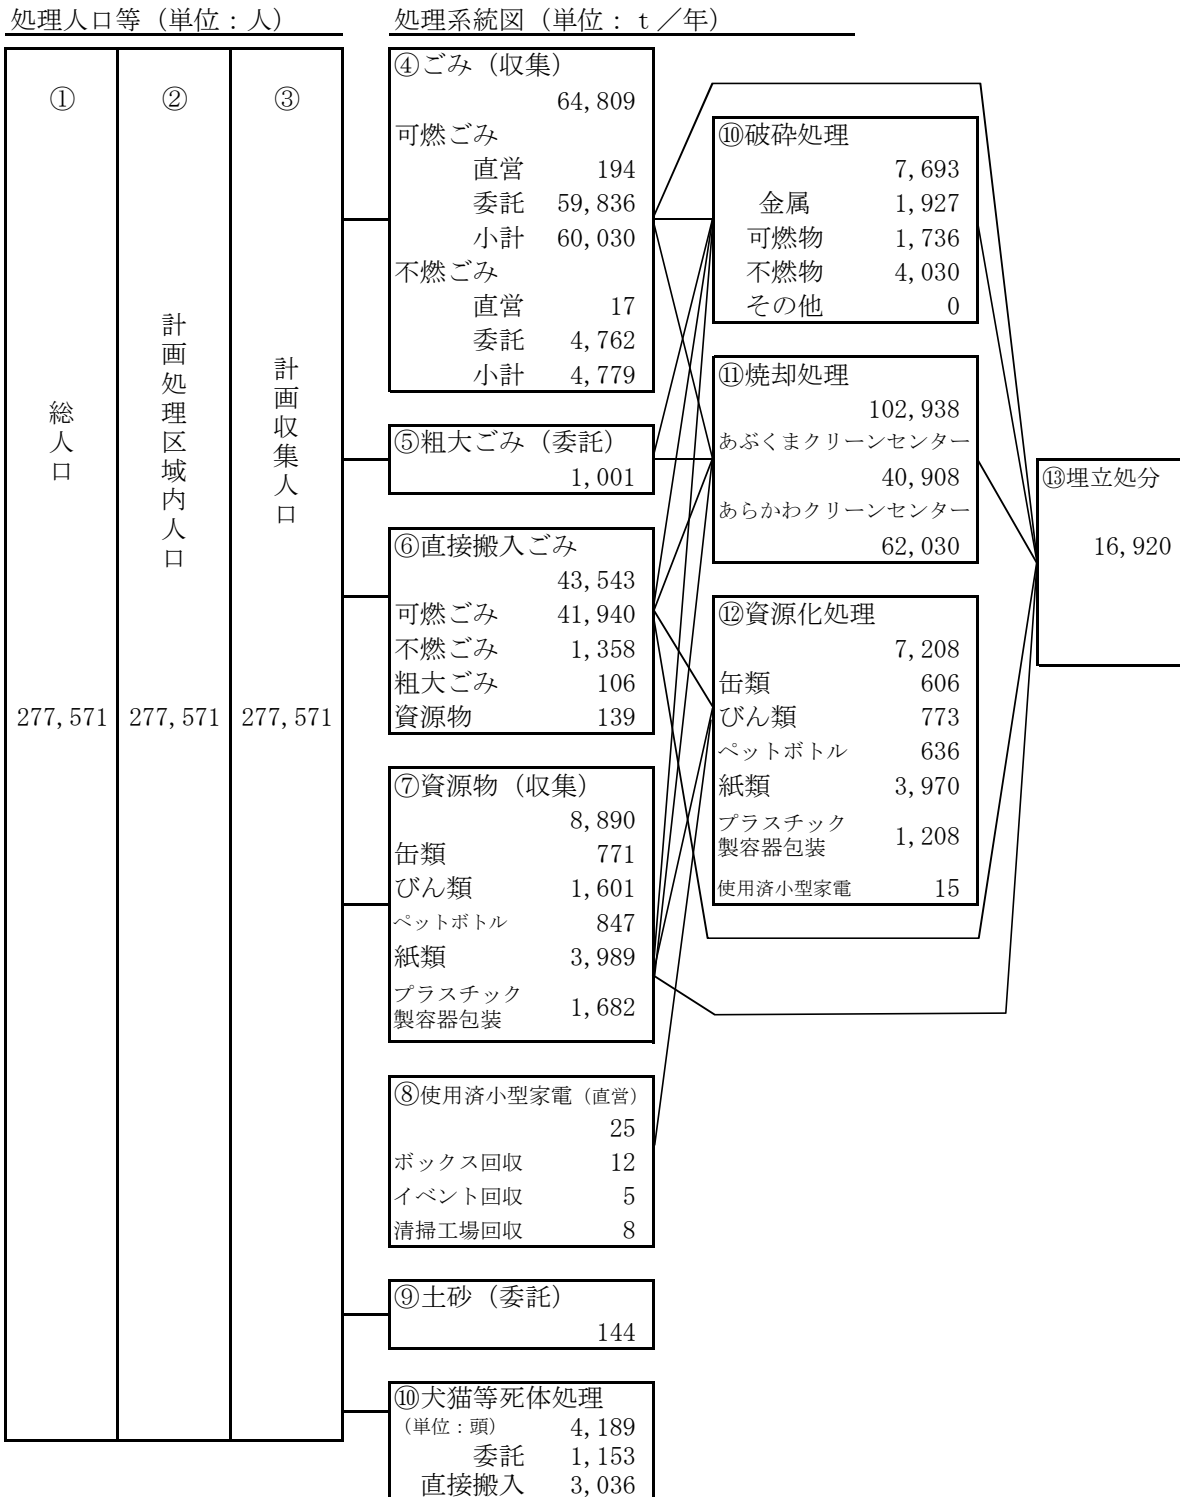 処理人口等（単位：人）
処理系統図（単位：ｔ／年）
①
②
③
総人口
計画処理区域内人口
計画収集人口
277,571
277,571
277,571
④ごみ（収集）
64,809
可燃ごみ
直営 194
委託 59,836
小計 60,030
不燃ごみ
直営 17
委託 4,762
小計 4,779
⑤粗大ごみ（委託）
1,001
⑥直接搬入ごみ
43,543
可燃ごみ 41,940
不燃ごみ 1,358
粗大ごみ 106
資源物 139
⑦資源物（収集）
8,890
缶類 771
びん類 1,601
ペットボトル 847
紙類 3,989
プラスチック
製容器包装 1,682
⑧使用済小型家電（直営）
25
ボックス回収 12
イベント回収 5
清掃工場回収 8
⑨土砂（委託）
144
⑩犬猫等死体処理
（単位：頭） 4,189
委託 1,153
直接搬入 3,036
⑩破砕処理
7,693
金属 1,927
可燃物 1,736
不燃物 4,030
その他 0
⑪焼却処理
102,938
あぶくまクリーンセンター
40,908
あらかわクリーンセンター
62,030
⑫資源化処理
7,208
缶類 606
びん類 773
ペットボトル 636
紙類 3,970
プラスチック
製容器包装 1,208
使用済小型家電 15
⑬埋立処分
16,920